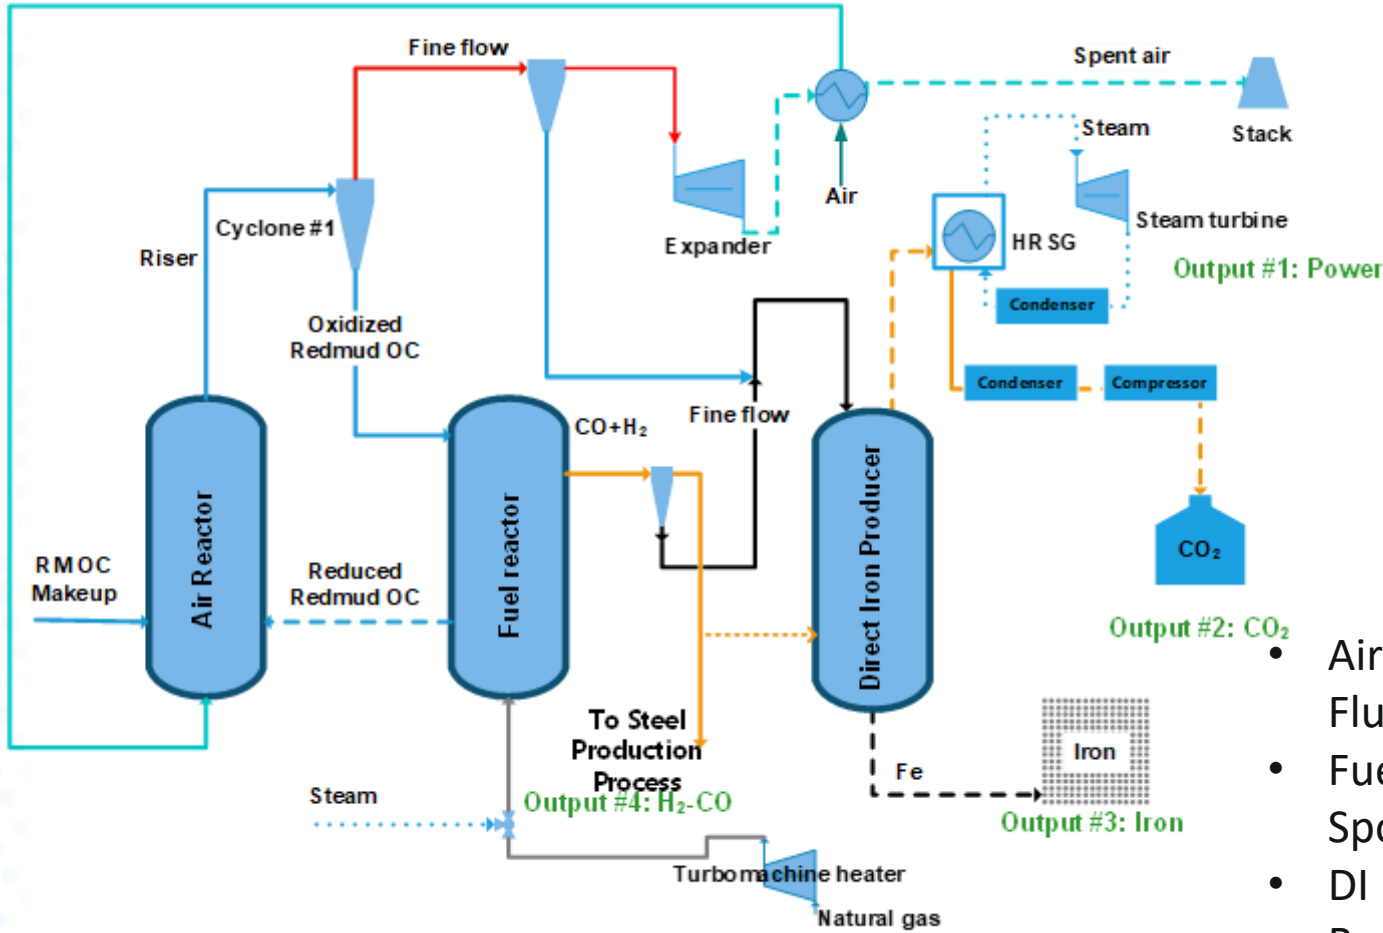 Fine flow
Spent air
Stack
Steam
Air
Cyclone #1
Steam turbine
Riser
Expander
HRSG
Output #1: Power
Condenser
Oxidized
Redmud OC
Condenser
Compressor
Fine flow
CO+H₂
Air Reactor
Fuel reactor
Direct Iron Producer
CO₂
RMOC
Makeup
Reduced
Redmud OC
Output #2: CO₂
To Steel
Production
Process
Output #4: H₂-CO
Iron
Fe
Output #3: Iron
Steam
Turbomachine heater
Natural gas
• Air
Flu
• Fue
Spo
• DI